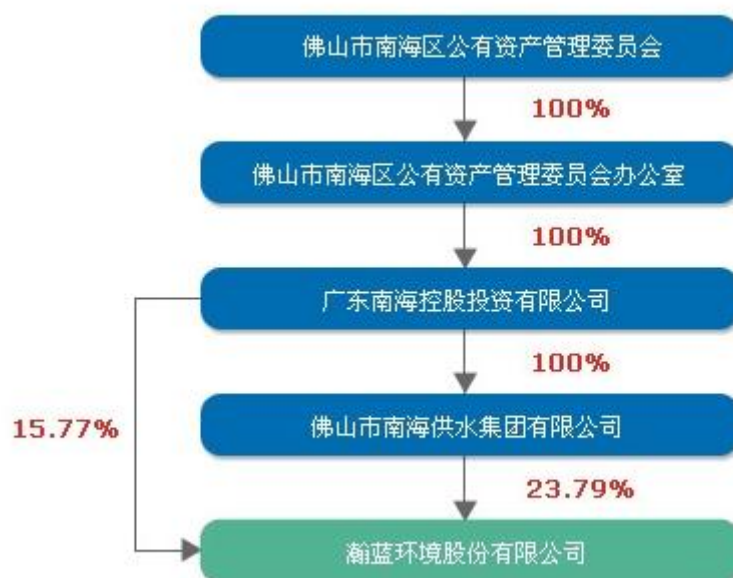 佛山市南海区公有资产管理委员会
100%
佛山市南海区公有资产管理委员会办公室
100%
广东南海控股投资有限公司
100%
15.77%
佛山市南海供水集团有限公司
23.79%
瀚蓝环境股份有限公司